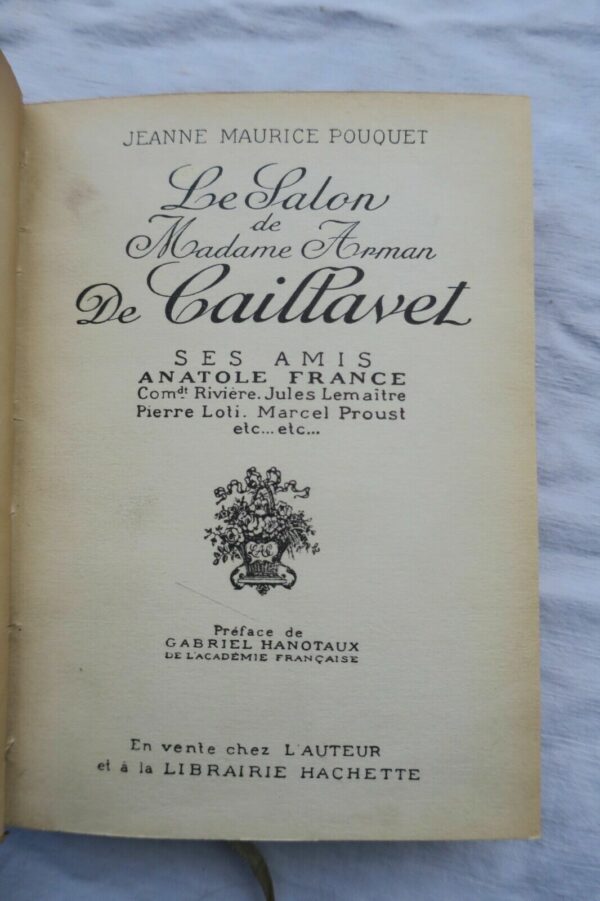 JEANNE MAURICE POUQUET
Le Salon
de
Madame Arman
De Caillavet
SES AMIS
ANATOLE FRANCE
Comdt Rivière. Jules Lemaître
Pierre Loti. Marcel Proust
etc... etc...
Préface de
GABRIEL HANOTAUX
DE L'ACADÉMIE FRANÇAISE
En vente chez L'AUTEUR
et à la LIBRAIRIE HACHETTE